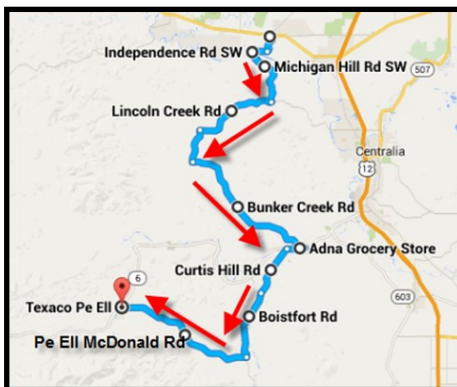 Independence Rd SW
Michigan Hill Rd SW
507
Lincoln Creek Rd
Centralia
12
Bunker Creek Rd
Adna Grocery Store
Curtis Hill Rd
6
603
Texaco Pe Ell
Boistfort Rd
Pe Ell McDonald Rd